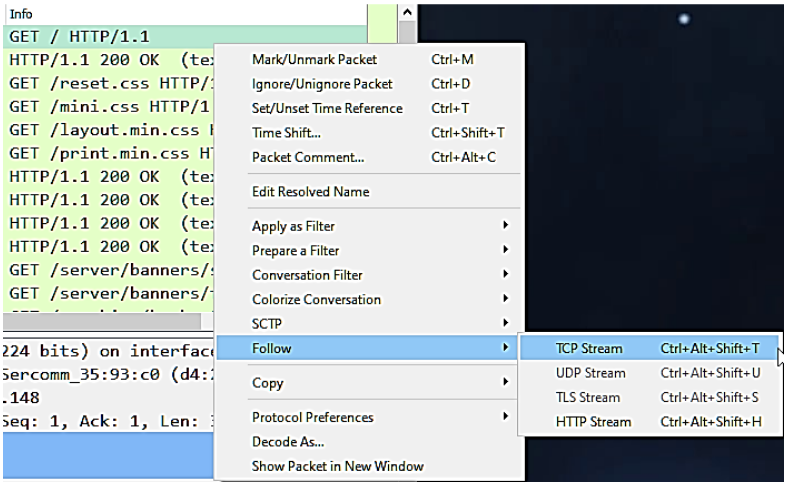 Info
GET / HTTP/1.1
HTTP/1.1 200 OK (te
GET /reset.css HTTP/
GET /mini.css HTTP/1
GET /layout.min.css
GET /print.min.css H
HTTP/1.1 200 OK (te
HTTP/1.1 200 OK (te
HTTP/1.1 200 OK (te
HTTP/1.1 200 OK (te
GET /server/banners/
GET /server/banners/
Mark/Unmark Packet Ctrl+M
Ignore/Unignore Packet Ctrl+D
Set/Unset Time Reference Ctrl+T
Time Shift... Ctrl+Shift+T
Packet Comment... Ctrl+Alt+C
Edit Resolved Name
Apply as Filter
Prepare a Filter
Conversation Filter
Colorize Conversation
SCTP
Follow
Copy
Protocol Preferences
Decode As...
Show Packet in New Window
TCP Stream Ctrl+Alt+Shift+T
UDP Stream Ctrl+Alt+Shift+U
TLS Stream Ctrl+Alt+Shift+S
HTTP Stream Ctrl+Alt+Shift+H
224 bits) on interface
Sercomm_35:93:c0 (d4:
.148
Seq: 1, Ack: 1, Len: